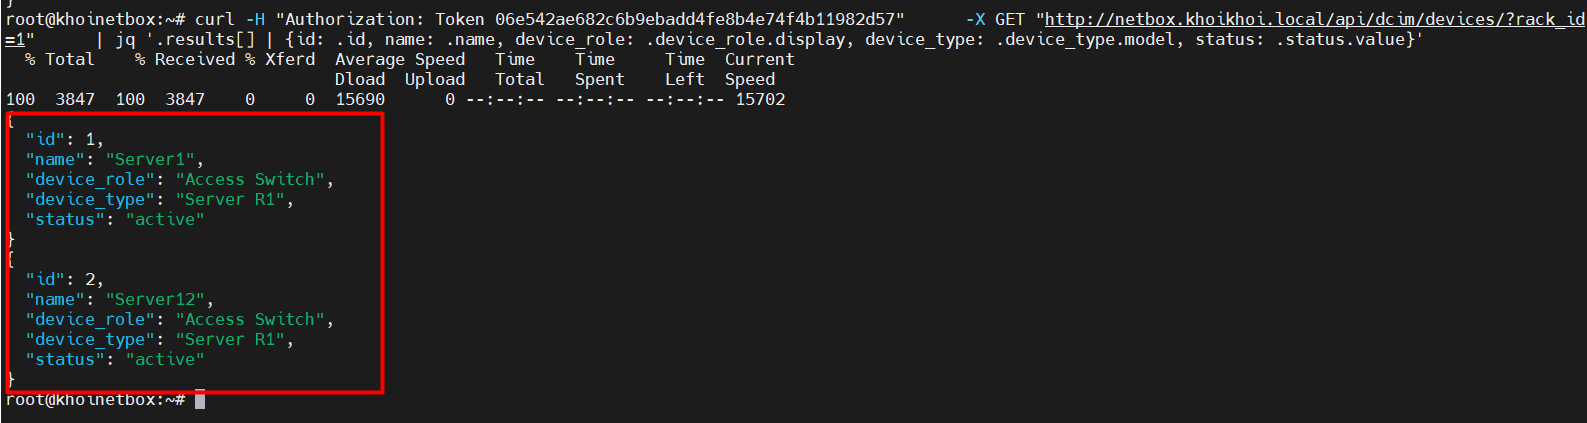 }
root@khoinetbox:~# curl -H "Authorization: Token 06e542ae682c6b9ebadd4fe8b4e74f4b11982d57"      -X GET "http://netbox.khoikhoi.local/api/dcim/devices/?rack_id
=1"      | jq '.results[] | {id: .id, name: .name, device_role: .device_role.display, device_type: .device_type.model, status: .status.value}'
  % Total    % Received % Xferd  Average Speed   Time    Time     Time  Current
                                 Dload  Upload   Total   Spent    Left  Speed
100  3847  100  3847    0     0  15690      0 --:--:-- --:--:-- --:--:-- 15702
{
  "id": 1,
  "name": "Server1",
  "device_role": "Access Switch",
  "device_type": "Server R1",
  "status": "active"
}
{
  "id": 2,
  "name": "Server12",
  "device_role": "Access Switch",
  "device_type": "Server R1",
  "status": "active"
}
root@khoinetbox:~#